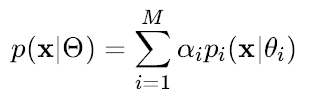 p(𝐱|Θ) = ∑_{i=1}^{M} α_i p_i(𝐱|θ_i)